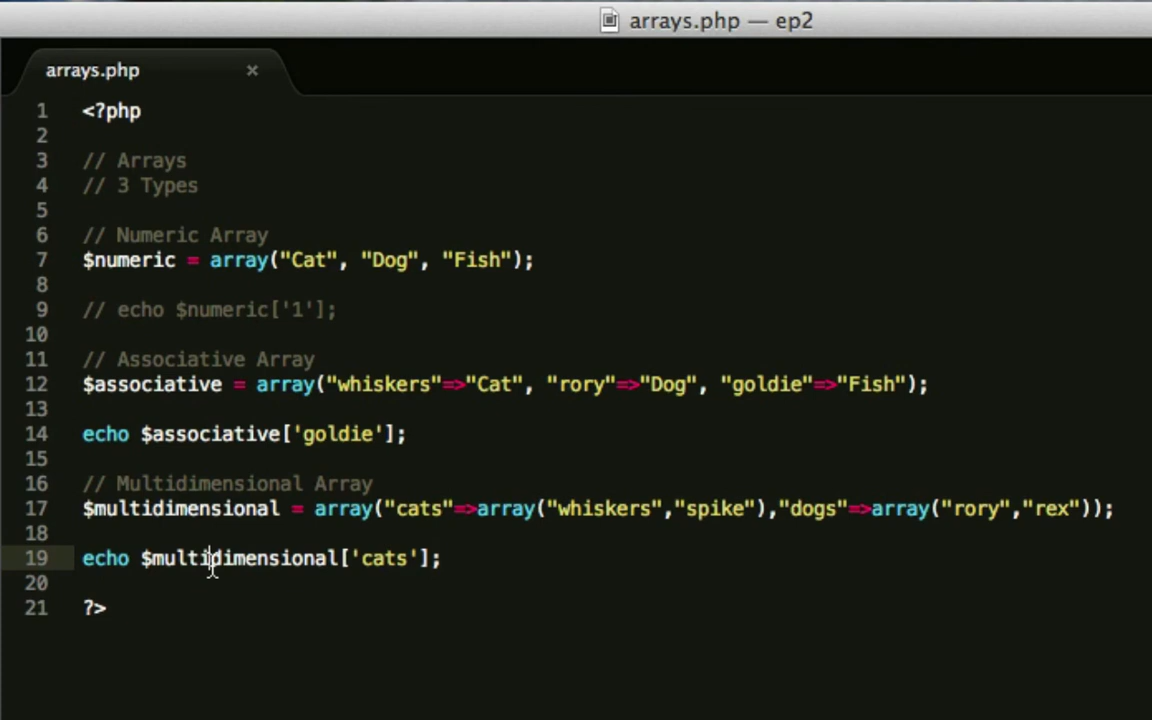 arrays.php — ep2
arrays.php ×
1 <?php
2
3 // Arrays
4 // 3 Types
5
6 // Numeric Array
7 $numeric = array("Cat", "Dog", "Fish");
8
9 // echo $numeric['1'];
10
11 // Associative Array
12 $associative = array("whiskers"=>"Cat", "rory"=>"Dog", "goldie"=>"Fish");
13
14 echo $associative['goldie'];
15
16 // Multidimensional Array
17 $multidimensional = array("cats"=>array("whiskers","spike"),"dogs"=>array("rory","rex"));
18
19 echo $multidimensional['cats'];
20
21 ?>